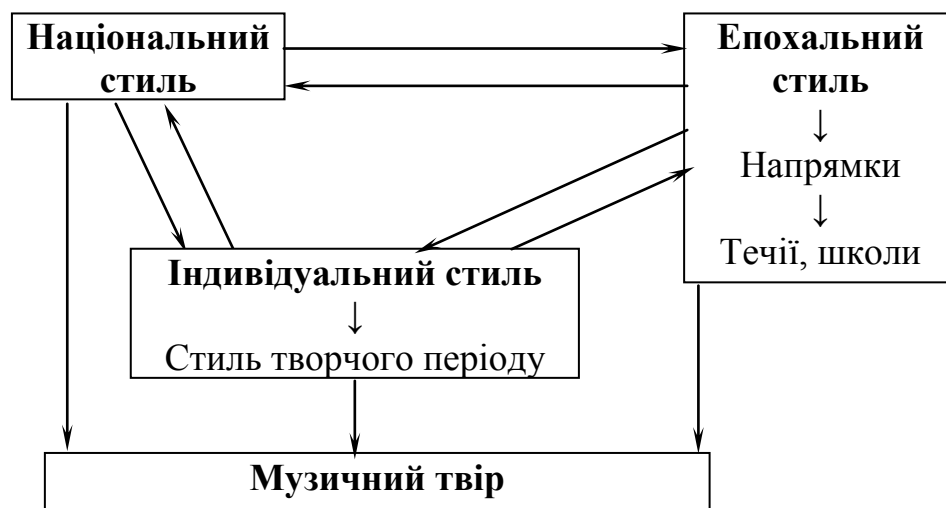 Національний
стиль
Епохальний
стиль
↓
Напрямки
↓
Течії, школи
Індивідуальний стиль
↓
Стиль творчого періоду
Музичний твір